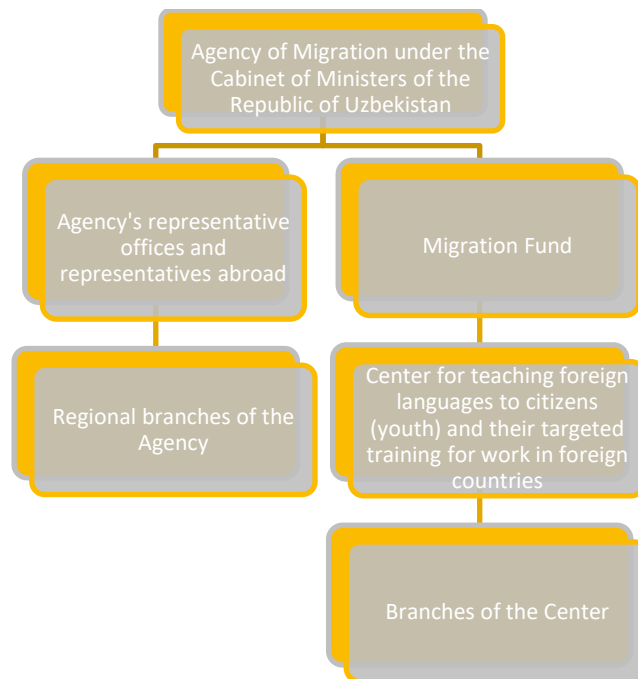 Agency of Migration under the
Cabinet of Ministers of the
Republic of Uzbekistan
Agency's representative
offices and
representatives abroad
Migration Fund
Regional branches of the
Agency
Center for teaching foreign
languages to citizens
(youth) and their targeted
training for work in foreign
countries
Branches of the Center